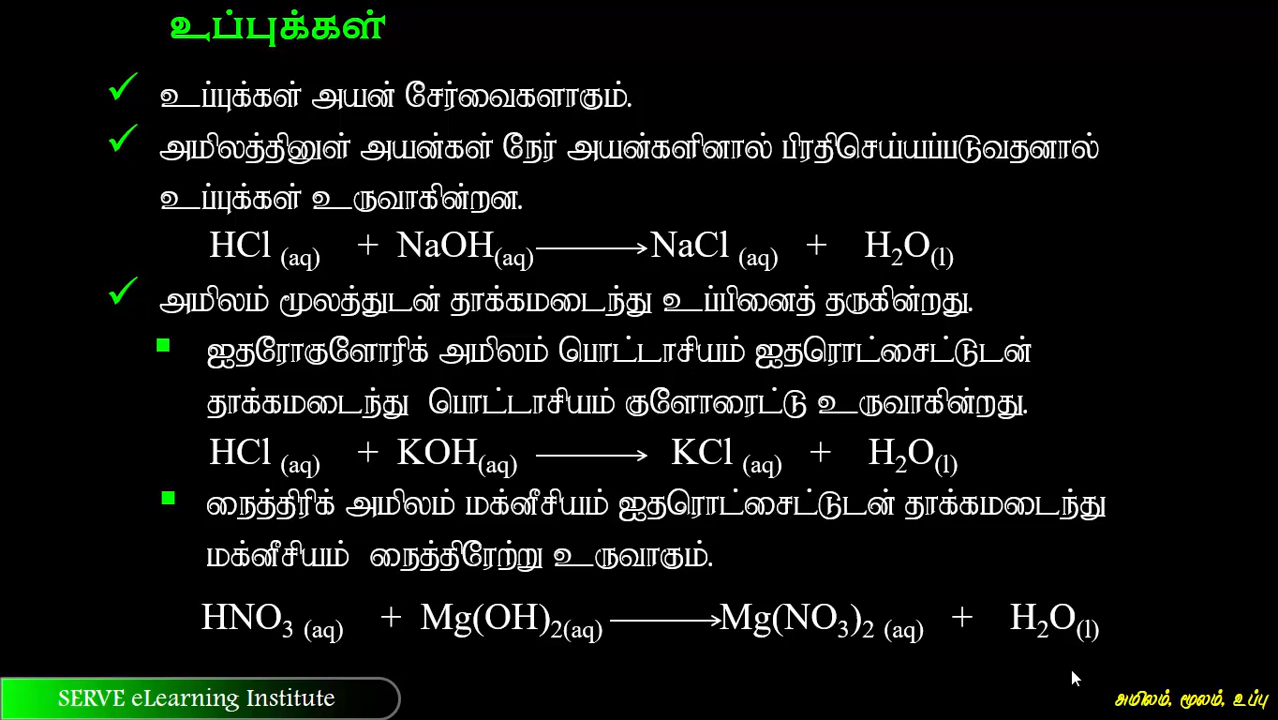 உப்புக்கள்
✓ உப்புக்கள் அயன் சேர்வைகளாகும்.
✓ அமிலத்தினுள் அயன்கள் நேர் அயன்களினால் பிரதிசெய்யப்படுவதனால்
உப்புக்கள் உருவாகின்றன.
HCl (aq) + NaOH(aq) ⟶ NaCl (aq) + H₂O(l)
✓ அமிலம் மூலத்துடன் தாக்கமடைந்து உப்பினைத் தருகின்றது.
▪ ஐதரோகுளோரிக் அமிலம் பொட்டாசியம் ஐதரொட்சைட்டுடன்
தாக்கமடைந்து பொட்டாசியம் குளோரைட்டு உருவாகின்றது.
HCl (aq) + KOH(aq) ⟶ KCl (aq) + H₂O(l)
▪ நைத்திரிக் அமிலம் மக்னீசியம் ஐதரொட்சைட்டுடன் தாக்கமடைந்து
மக்னீசியம் நைத்திரேற்று உருவாகும்.
HNO₃ (aq) + Mg(OH)₂(aq) ⟶ Mg(NO₃)₂ (aq) + H₂O(l)
SERVE eLearning Institute
அமிலம், மூலம், உப்பு